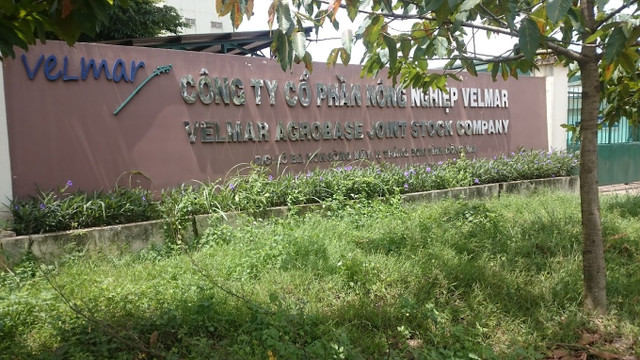 velmar
CÔNG TY CỔ PHẦN NÔNG NGHIỆP VELMAR
VELMAR AGROBASE JOINT STOCK COMPANY